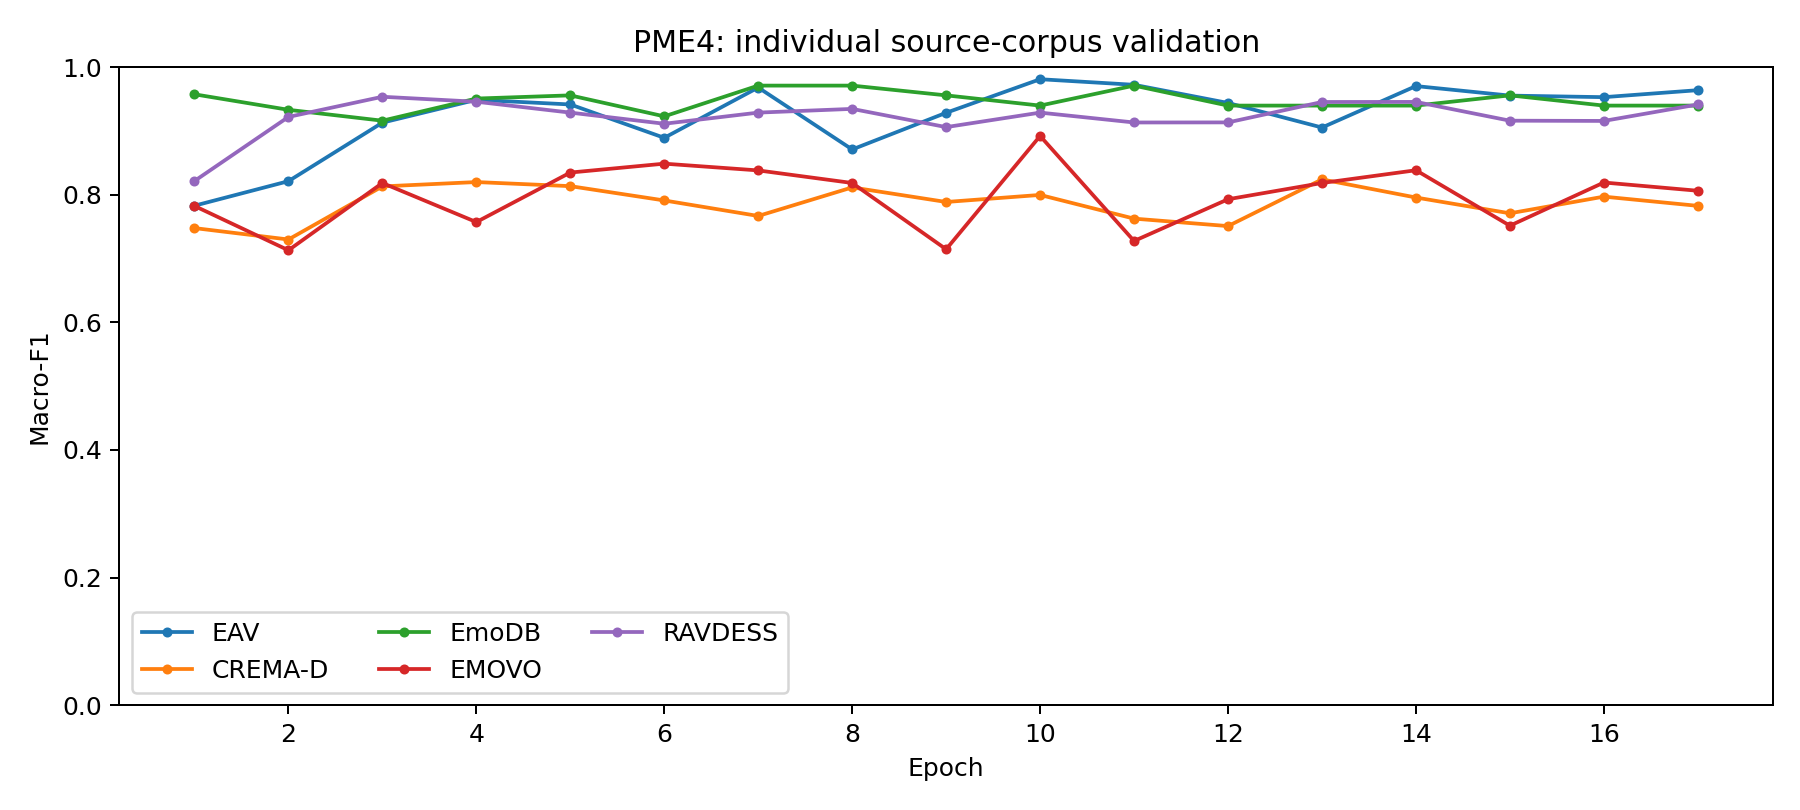 PME4: individual source-corpus validation
1.0
0.8
0.6
0.4
0.2
0.0
Macro-F1
EAV
CREMA-D
EmoDB
EMOVO
RAVDESS
2 4 6 8 10 12 14 16
Epoch